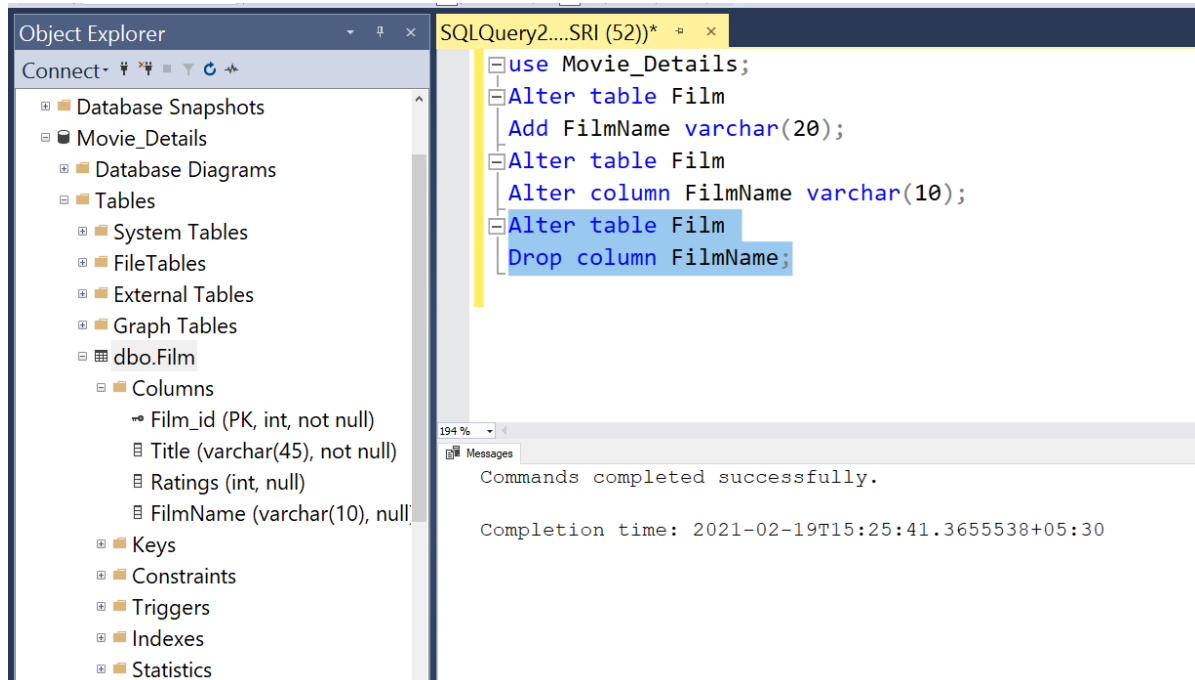 Object Explorer
Connect
Database Snapshots
Movie_Details
Database Diagrams
Tables
System Tables
FileTables
External Tables
Graph Tables
dbo.Film
Columns
Film_id (PK, int, not null)
Title (varchar(45), not null)
Ratings (int, null)
FilmName (varchar(10), null)
Keys
Constraints
Triggers
Indexes
Statistics
SQLQuery2....SRI (52))*
use Movie_Details;
Alter table Film
Add FilmName varchar(20);
Alter table Film
Alter column FilmName varchar(10);
Alter table Film
Drop column FilmName;
194 %
Messages
Commands completed successfully.
Completion time: 2021-02-19T15:25:41.3655538+05:30